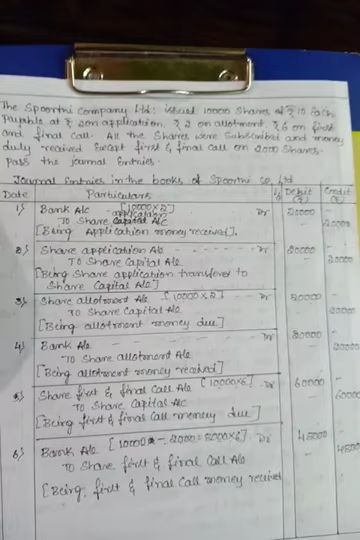 The Spoorthi Company Ltd: issued 10000 Shares of ₹ 10 Each
Payable at ₹ 2 on application, ₹ 2 on allotment, ₹ 6 on first
and final Call. All the Shares were Subscribed and money
duly received Except first & final call on 2000 Shares.
Pass the Journal Entries.
Journal Entries in the books of Spoorthi Co. Ltd
Date Particulars L/F Debit (₹) Credit (₹)
1) Bank A/c [10000 x 2] Dr 20000 -
application
To Share Capital A/c - 20000
[Being Application money received].
2) Share application A/c - - - - Dr 20000 -
To Share Capital A/c - 20000
[Being Share application transfer to
Share Capital A/c]
3) Share allotment A/c [10000 x 2] Dr 20000 -
To Share Capital A/c - 20000
[Being allotment money due]
4) Bank A/c - - - - Dr 20000 -
To Share allotment A/c - 20000
[Being allotment money received]
5) Share first & final Call A/c [10000x6] Dr 60000 -
To Share Capital A/c - 60000
[Being first & final Call money due]
6) Bank A/c [10000 - 2000 = 8000x6] Dr 48000 -
To Share first & final Call A/c - 48000
[Being first & final Call money received